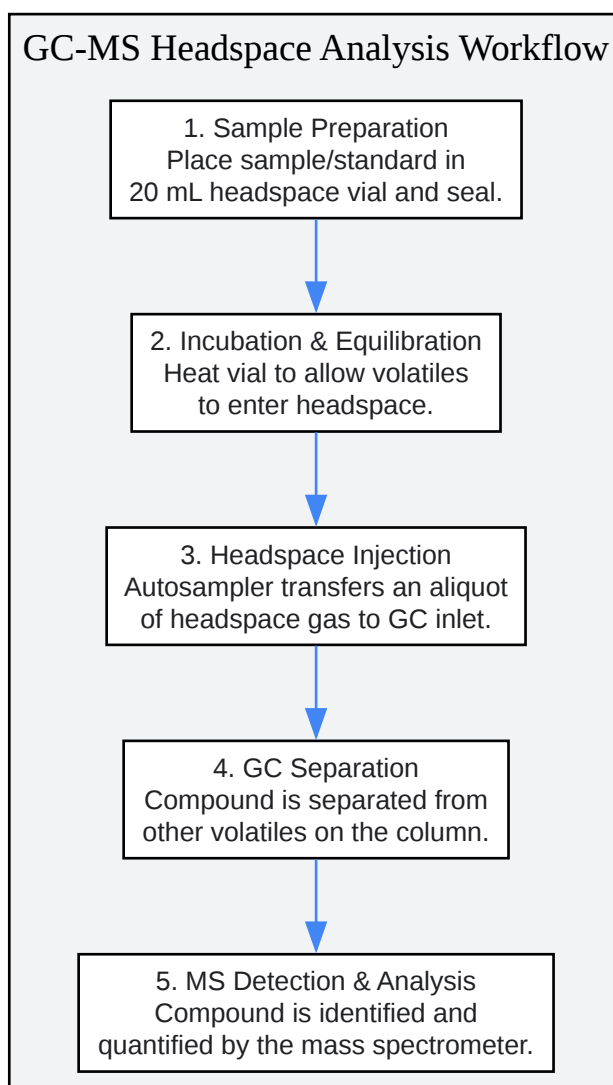 GC-MS Headspace Analysis Workflow
1. Sample Preparation
Place sample/standard in
20 mL headspace vial and seal.
2. Incubation & Equilibration
Heat vial to allow volatiles
to enter headspace.
3. Headspace Injection
Autosampler transfers an aliquot
of headspace gas to GC inlet.
4. GC Separation
Compound is separated from
other volatiles on the column.
5. MS Detection & Analysis
Compound is identified and
quantified by the mass spectrometer.